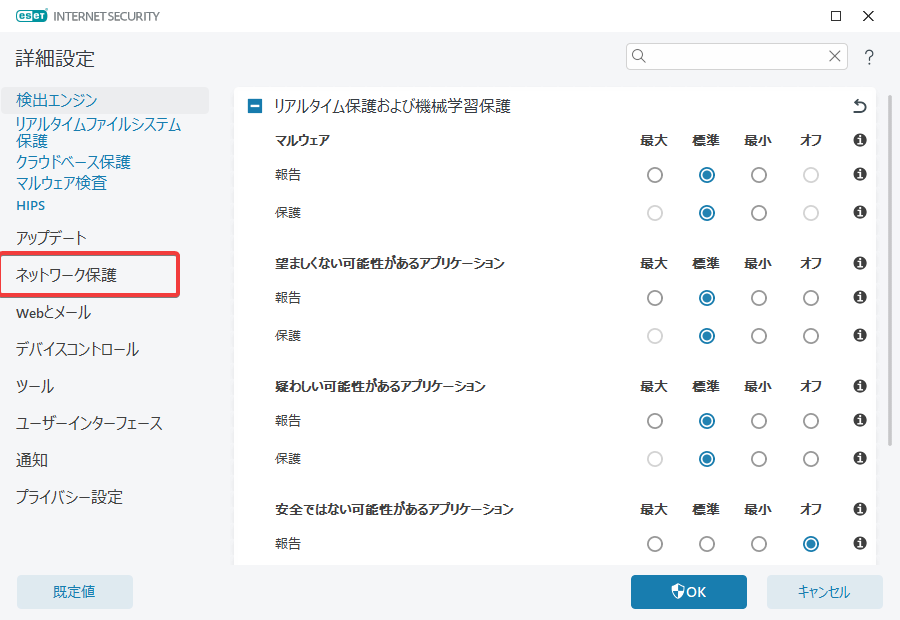 eset INTERNET SECURITY
詳細設定
?
検出エンジン
リアルタイムファイルシステム
保護
クラウドベース保護
マルウェア検査
HIPS
アップデート
ネットワーク保護
Webとメール
デバイスコントロール
ツール
ユーザーインターフェース
通知
プライバシー設定
リアルタイム保護および機械学習保護
マルウェア 最大 標準 最小 オフ
報告
保護
望ましくない可能性があるアプリケーション 最大 標準 最小 オフ
報告
保護
疑わしい可能性があるアプリケーション 最大 標準 最小 オフ
報告
保護
安全ではない可能性があるアプリケーション 最大 標準 最小 オフ
報告
既定値 OK キャンセル